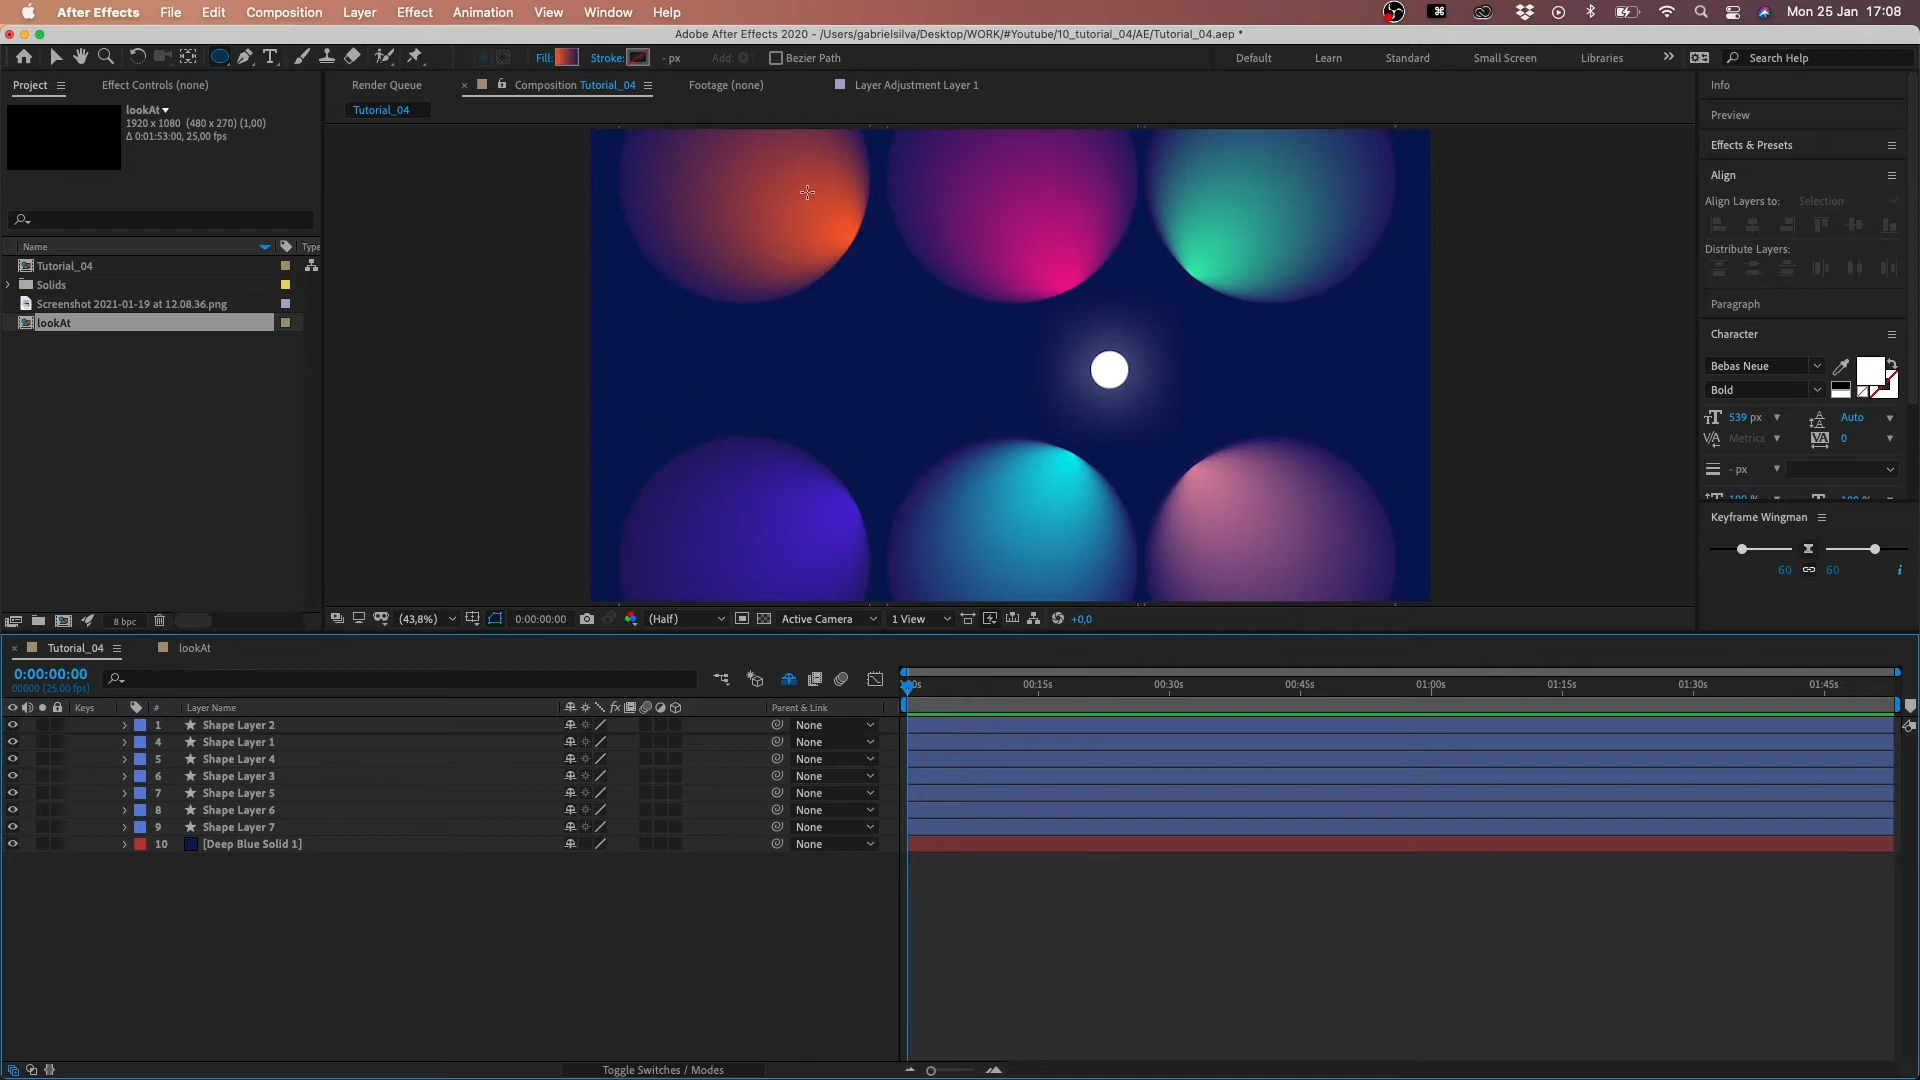 After Effects File Edit Composition Layer Effect Animation View Window Help Mon 25 Jan 17:08
Adobe After Effects 2020 - /Users/gabrielsilva/Desktop/WORK/#Youtube/10_tutorial_04/AE/Tutorial_04.aep *
Fill: Stroke: - px Add: Bezier Path Default Learn Standard Small Screen Libraries » Search Help
Project Effect Controls (none) Render Queue × Composition Tutorial_04 Footage (none) Layer Adjustment Layer 1 Info
lookAt
Tutorial_04
1920 x 1080 (480 x 270) (1,00)
Δ 0:01:53:00, 25,00 fps
Preview
Effects & Presets
Align
Align Layers to: Selection
Distribute Layers:
Name Type
Tutorial_04
Solids
Screenshot 2021-01-19 at 12.08.36.png
lookAt
Paragraph
Character
Bebas Neue
Bold
539 px Auto
Metrics 0
- px
Keyframe Wingman
60 60 i
8 bpc (43,8%) 0:00:00:00 (Half) Active Camera 1 View +0,0
× Tutorial_04 lookAt
0:00:00:00
00000 (25.00 fps)
00:15s 00:30s 00:45s 01:00s 01:15s 01:30s 01:45s
Keys # Layer Name fx Parent & Link
1 Shape Layer 2 None
4 Shape Layer 1 None
5 Shape Layer 4 None
6 Shape Layer 3 None
7 Shape Layer 5 None
8 Shape Layer 6 None
9 Shape Layer 7 None
10 [Deep Blue Solid 1] None
Toggle Switches / Modes